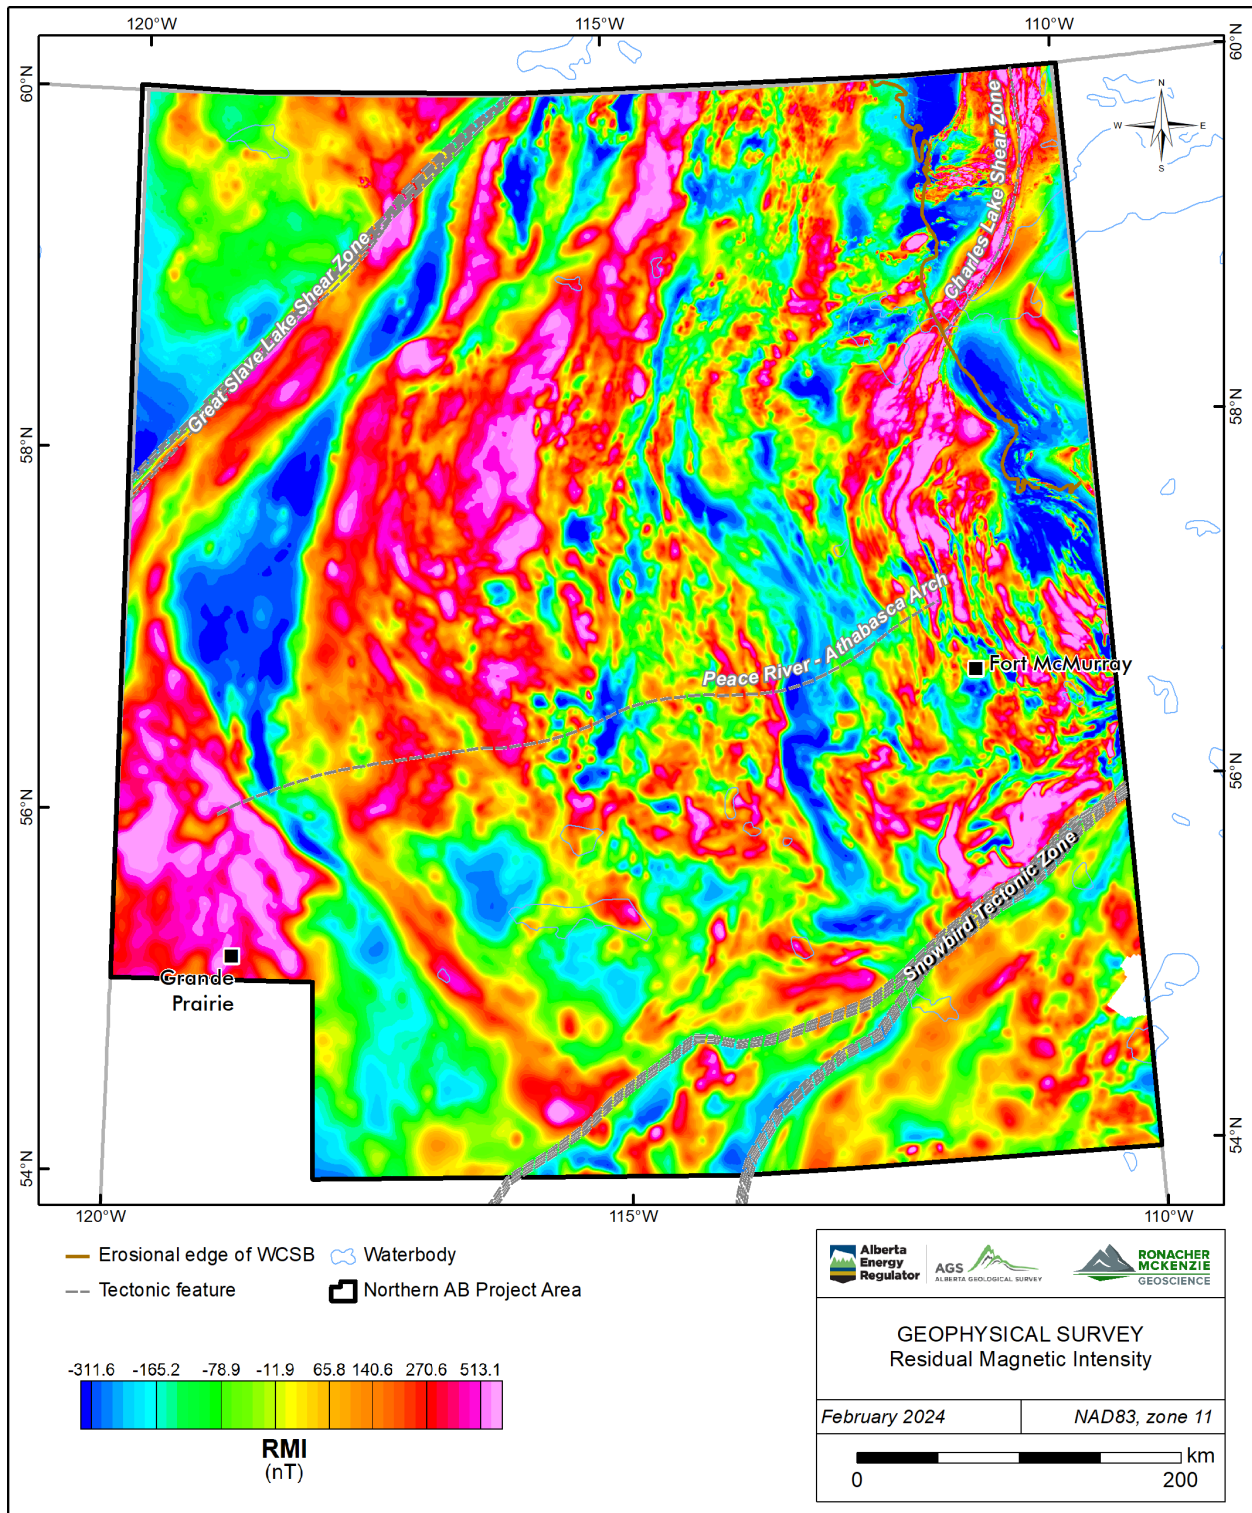 120°W
115°W
110°W
60°N
60°N
N
W
E
S
Charles Lake Shear Zone
Great Slave Lake Shear Zone
58°N
58°N
Peace River - Athabasca Arch
Fort McMurray
56°N
56°N
Snowbird Tectonic Zone
Grande
Prairie
54°N
54°N
120°W
115°W
110°W
Erosional edge of WCSB
Waterbody
Tectonic feature
Northern AB Project Area
-311.6 -165.2 -78.9 -11.9 65.8 140.6 270.6 513.1
RMI
(nT)
Alberta
Energy
Regulator
AGS
ALBERTA GEOLOGICAL SURVEY
RONACHER
MCKENZIE
GEOSCIENCE
GEOPHYSICAL SURVEY
Residual Magnetic Intensity
February 2024
NAD83, zone 11
km
0
200